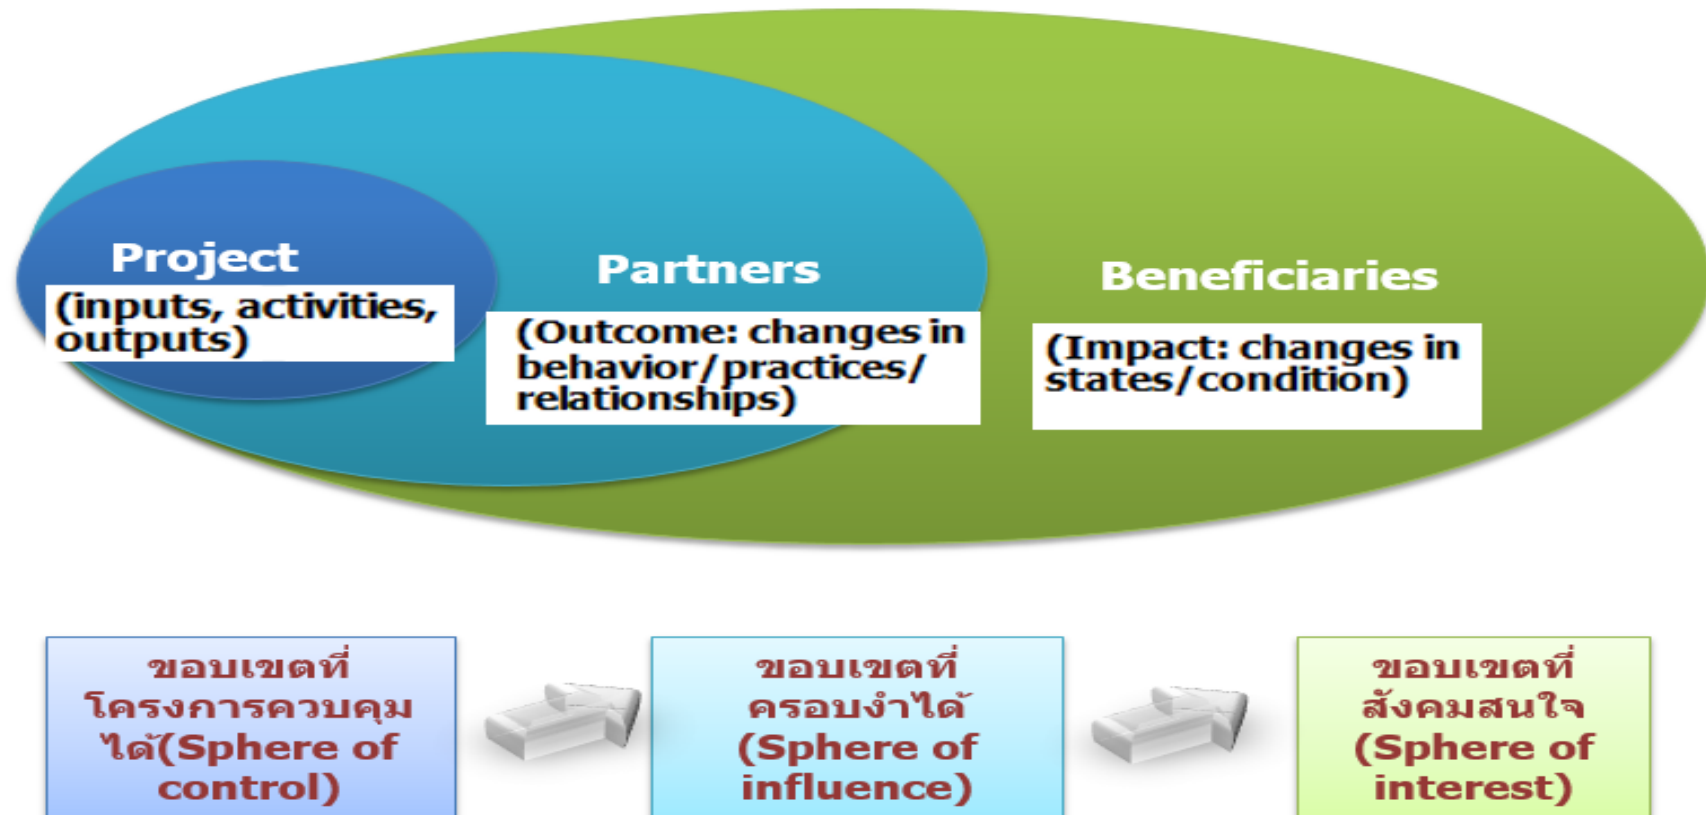 Project
(inputs, activities,
outputs)
Partners
(Outcome: changes in
behavior/practices/
relationships)
Beneficiaries
(Impact: changes in
states/condition)
ขอบเขตที่
โครงการควบคุม
ได้(Sphere of
control)
ขอบเขตที่
ครอบงำได้
(Sphere of
influence)
ขอบเขตที่
สังคมสนใจ
(Sphere of
interest)